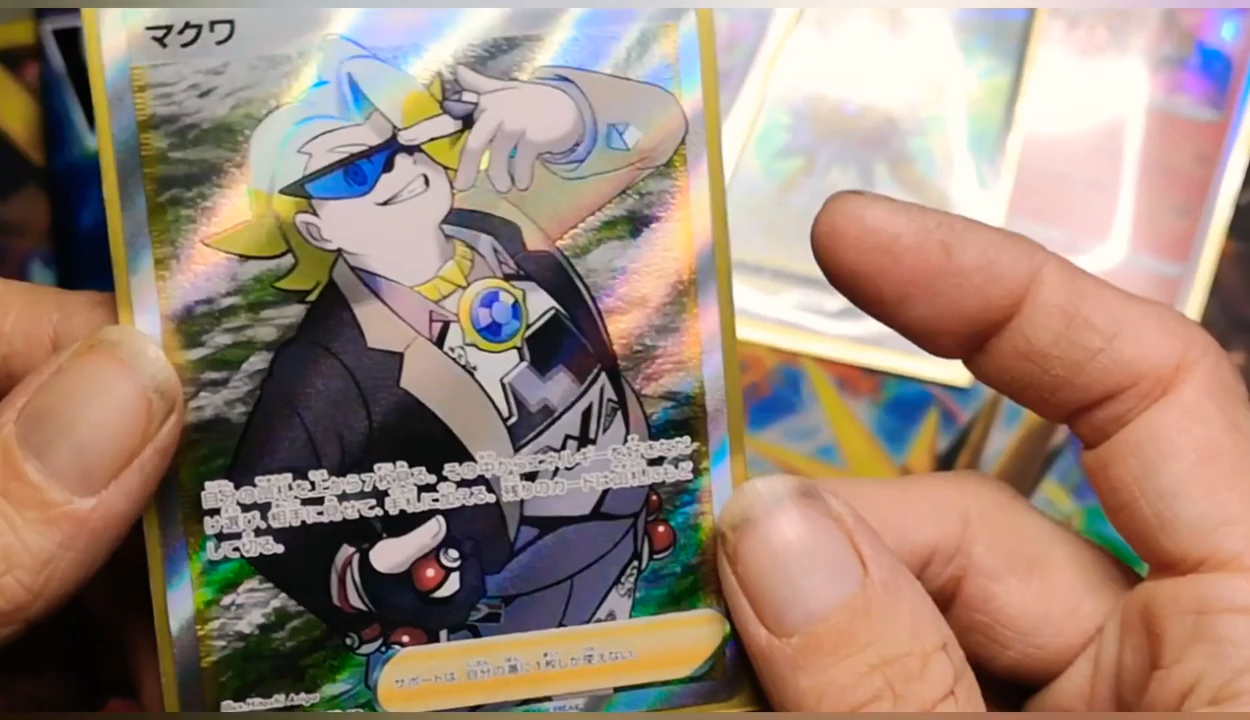 マクワ
自分の山札を上から7枚見る。その中からエネルギーを好きなだ
け選び、相手に見せて、手札に加える。残りのカードは山札にもど
して切る。
サポートは、自分の番に1枚しか使えない。
Illus.Hitoshi Ariga